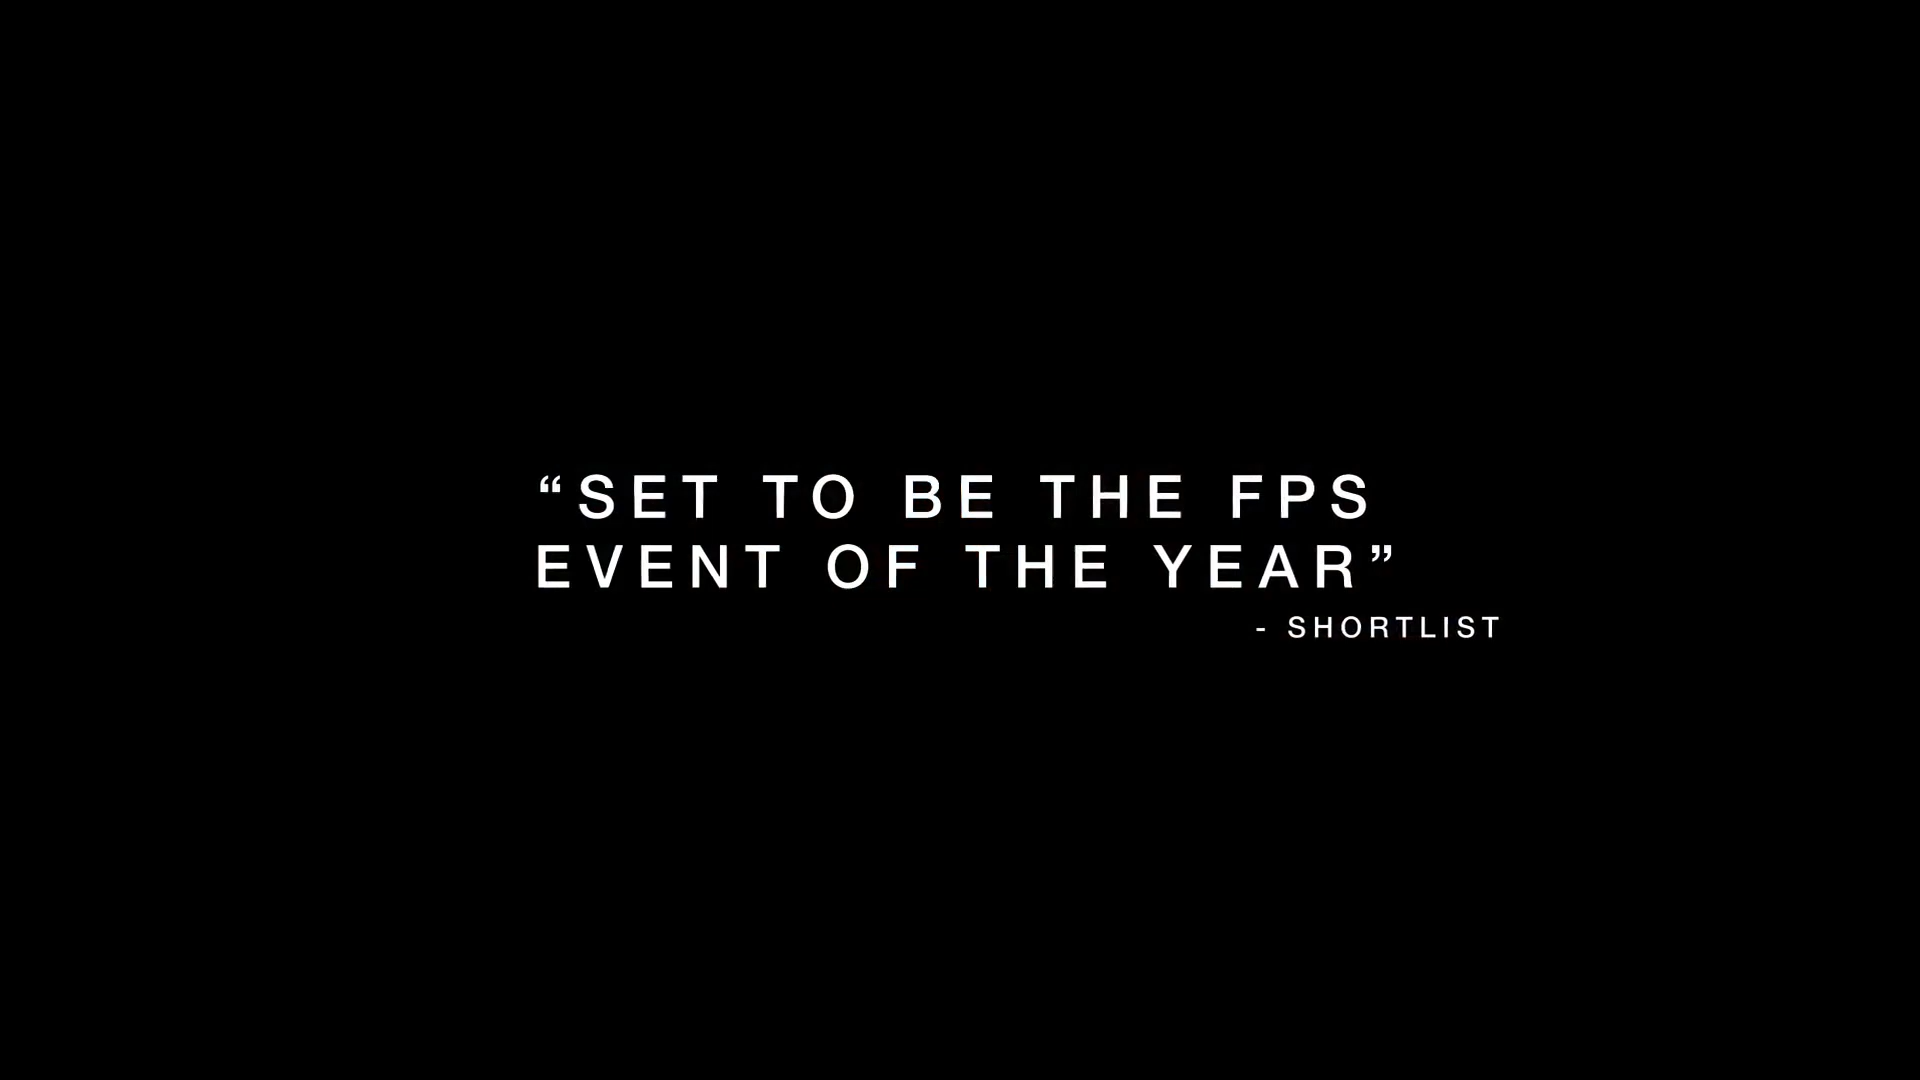 “SET TO BE THE FPS
EVENT OF THE YEAR”
- SHORTLIST